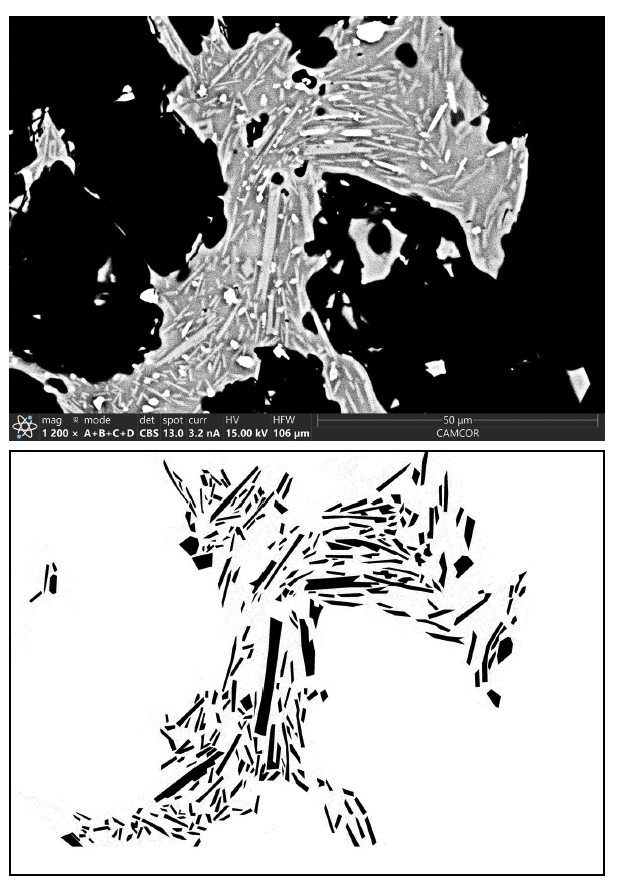 mag mode det spot curr HV HFW
1 200 x A+B+C+D CBS 13.0 3.2 nA 15.00 kV 106 µm
50 µm
CAMCOR